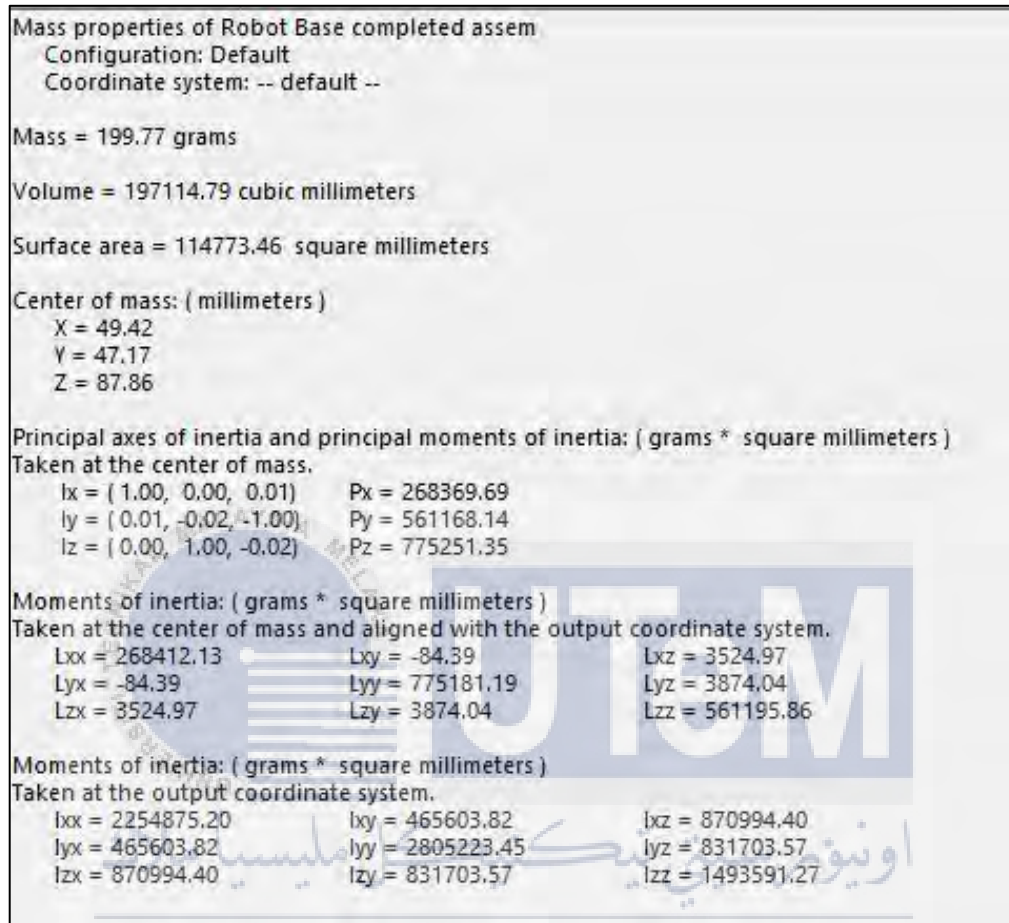 Mass properties of Robot Base completed assem
Configuration: Default
Coordinate system: -- default --
Mass = 199.77 grams
Volume = 197114.79 cubic millimeters
Surface area = 114773.46 square millimeters
Center of mass: ( millimeters )
X = 49.42
Y = 47.17
Z = 87.86
Principal axes of inertia and principal moments of inertia: ( grams * square millimeters )
Taken at the center of mass.
Ix = ( 1.00, 0.00, 0.01) Px = 268369.69
Iy = ( 0.01, -0.02, -1.00) Py = 561168.14
Iz = ( 0.00, 1.00, -0.02) Pz = 775251.35
Moments of inertia: ( grams * square millimeters )
Taken at the center of mass and aligned with the output coordinate system.
Lxx = 268412.13 Lxy = -84.39 Lxz = 3524.97
Lyx = -84.39 Lyy = 775181.19 Lyz = 3874.04
Lzx = 3524.97 Lzy = 3874.04 Lzz = 561195.86
UTeM
Moments of inertia: ( grams * square millimeters )
Taken at the output coordinate system.
Ixx = 2254875.20 Ixy = 465603.82 Ixz = 870994.40
Iyx = 465603.82 Iyy = 2805223.45 Iyz = 831703.57
Izx = 870994.40 Izy = 831703.57 Izz = 1493591.27